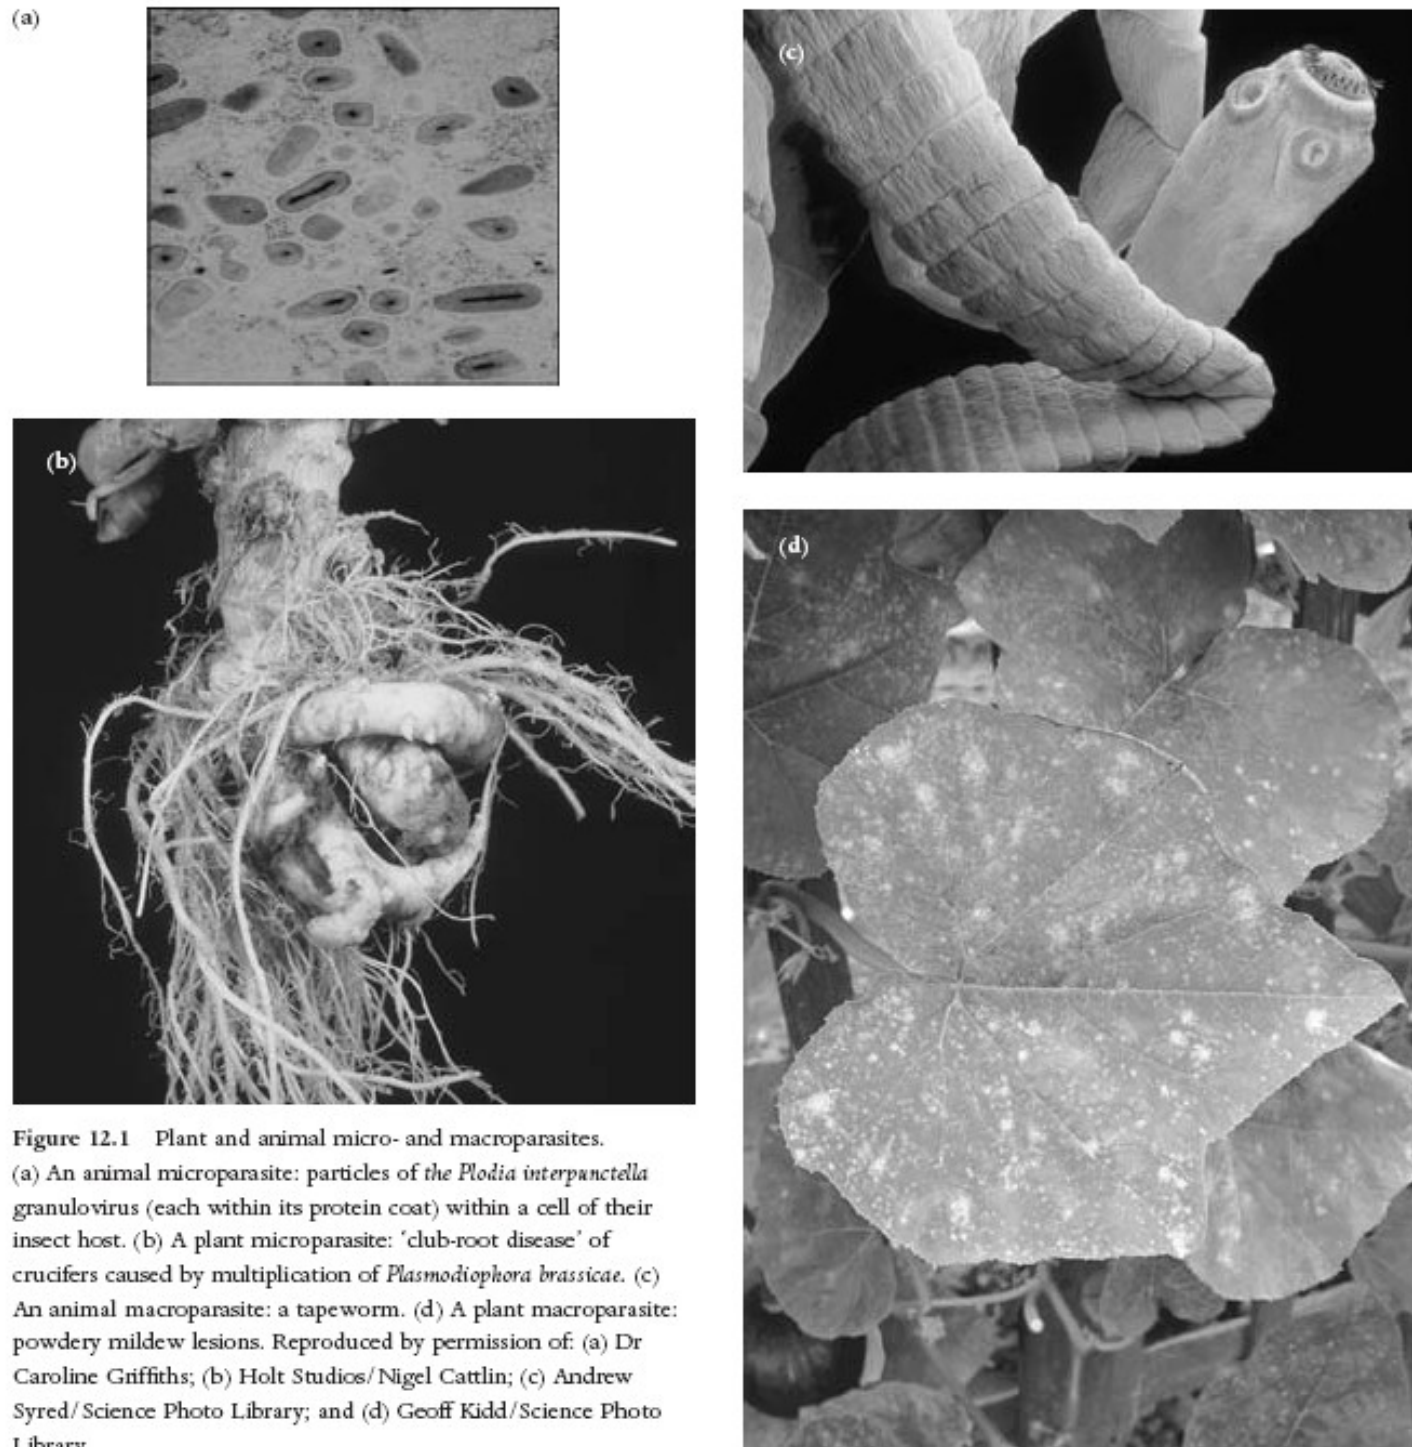 (a)
(b)
Figure 12.1 Plant and animal micro- and macroparasites.
(a) An animal microparasite: particles of the Plodia interpunctella
granulovirus (each within its protein coat) within a cell of their
insect host. (b) A plant microparasite: ‘club-root disease’ of
crucifers caused by multiplication of Plasmodiophora brassicae. (c)
An animal macroparasite: a tapeworm. (d) A plant macroparasite:
powdery mildew lesions. Reproduced by permission of: (a) Dr
Caroline Griffiths; (b) Holt Studios/Nigel Cattlin; (c) Andrew
Syred/Science Photo Library; and (d) Geoff Kidd/Science Photo
Library
(c)
(d)